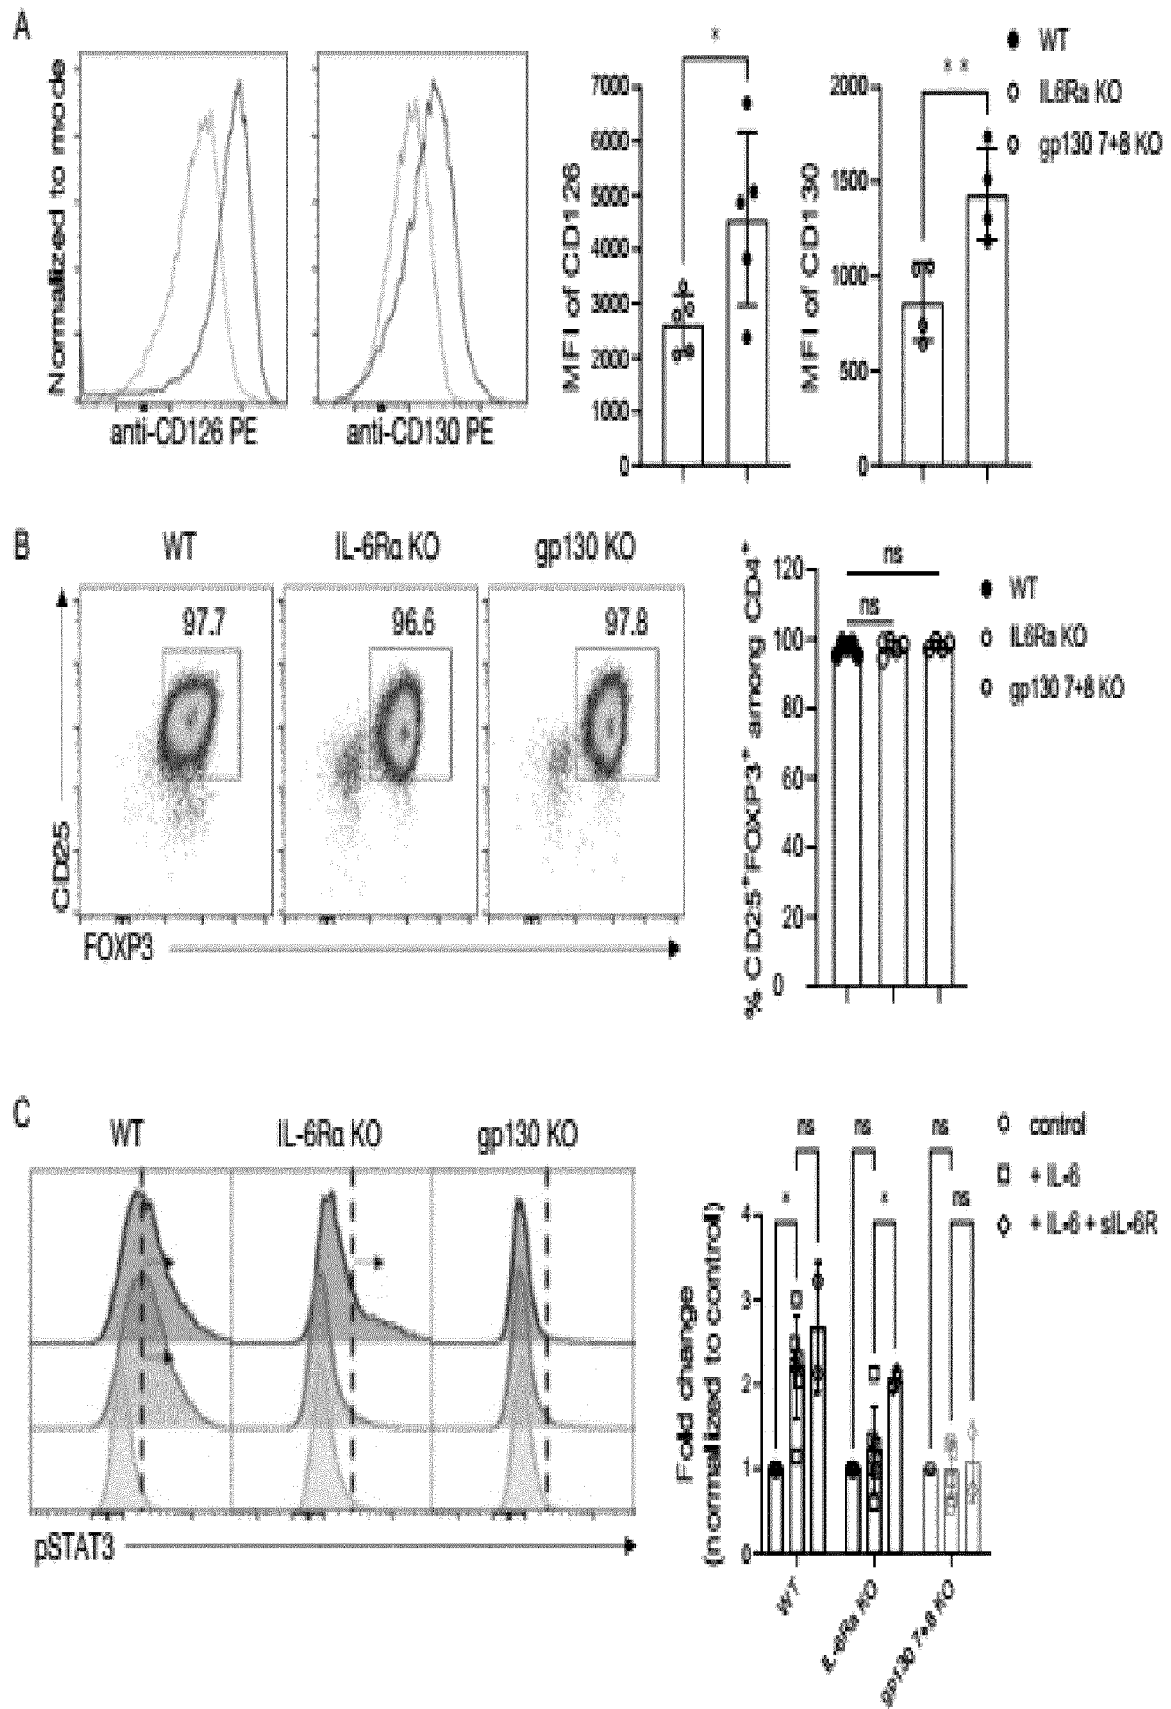 A
Normalized to mode
anti-CD126 PE
anti-CD130 PE
MFI of CD126
7000
6000
5000
4000
3000
2000
1000
0
*
MFI of CD130
2000
1500
1000
500
0
* *
WT
IL6Ra KO
gp130 7+8 KO
B
WT
IL-6Rα KO
gp130 KO
97.7
96.6
97.8
CD25
FOXP3
% CD25+FOXP3+ among CD4+
120
100
80
60
40
20
0
ns
ns
WT
IL6Ra KO
gp130 7+8 KO
C
WT
IL-6Rα KO
gp130 KO
pSTAT3
Fold change
(normalized to control)
4
3
2
1
0
ns
ns
ns
*
*
ns
control
+ IL-6
+ IL-6 + sIL-6R
WT
IL-6Ra KO
gp130 7+8 KO